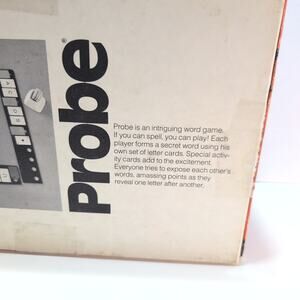 Probe®
Probe is an intriguing word game.
If you can spell, you can play! Each
player forms a secret word using his
own set of letter cards. Special activ-
ity cards add to the excitement.
Everyone tries to expose each other's
words, amassing points as they
reveal one letter after another.